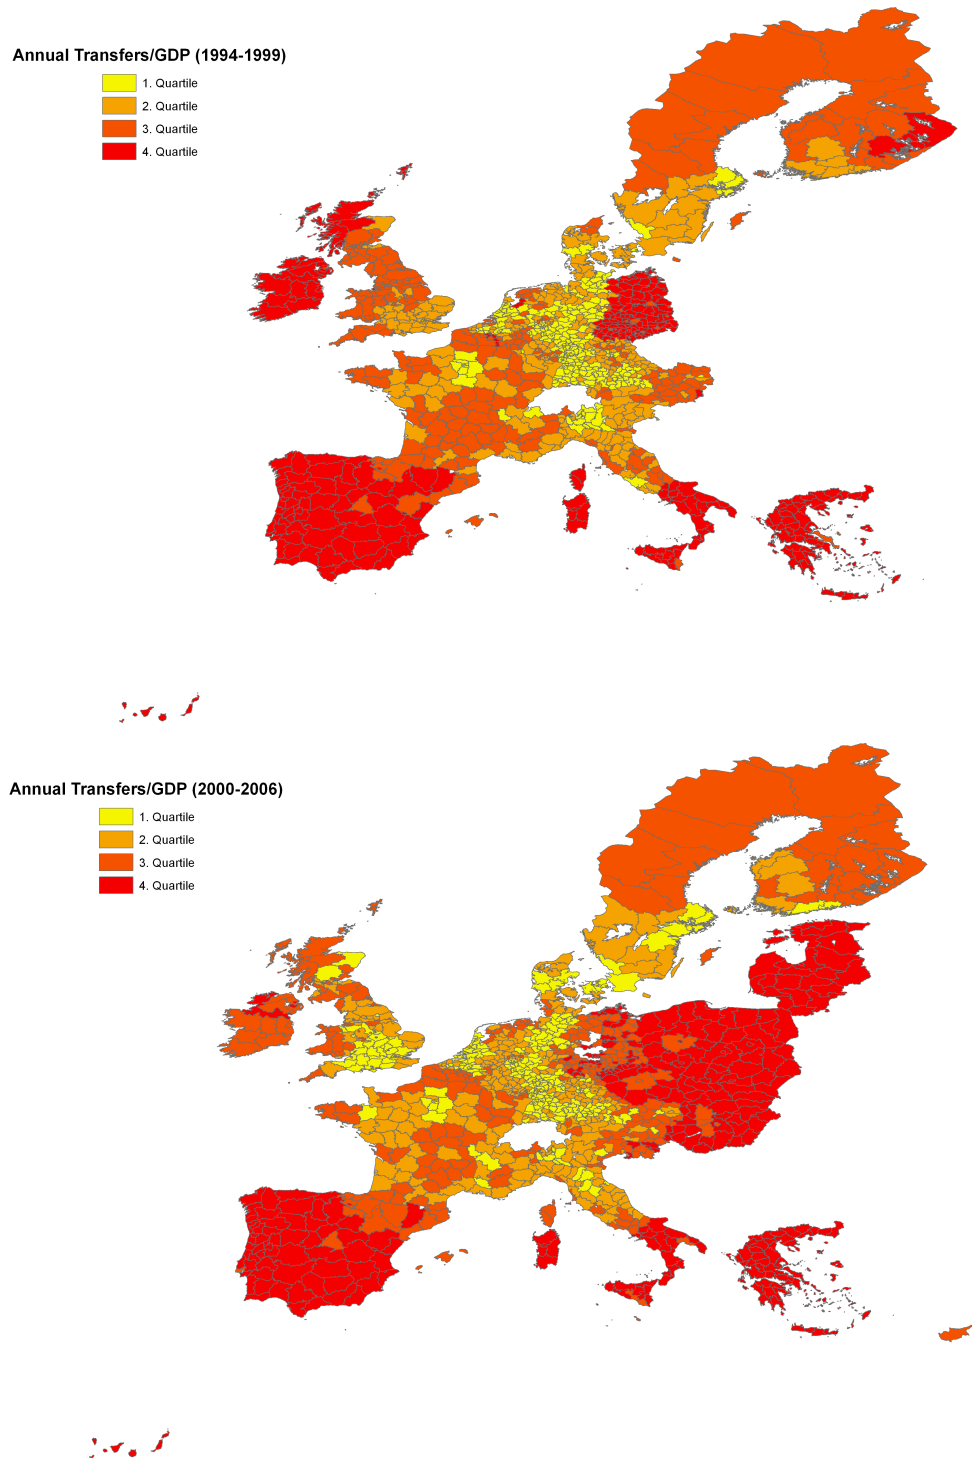 Annual Transfers/GDP (1994-1999)
1. Quartile
2. Quartile
3. Quartile
4. Quartile
Annual Transfers/GDP (2000-2006)
1. Quartile
2. Quartile
3. Quartile
4. Quartile